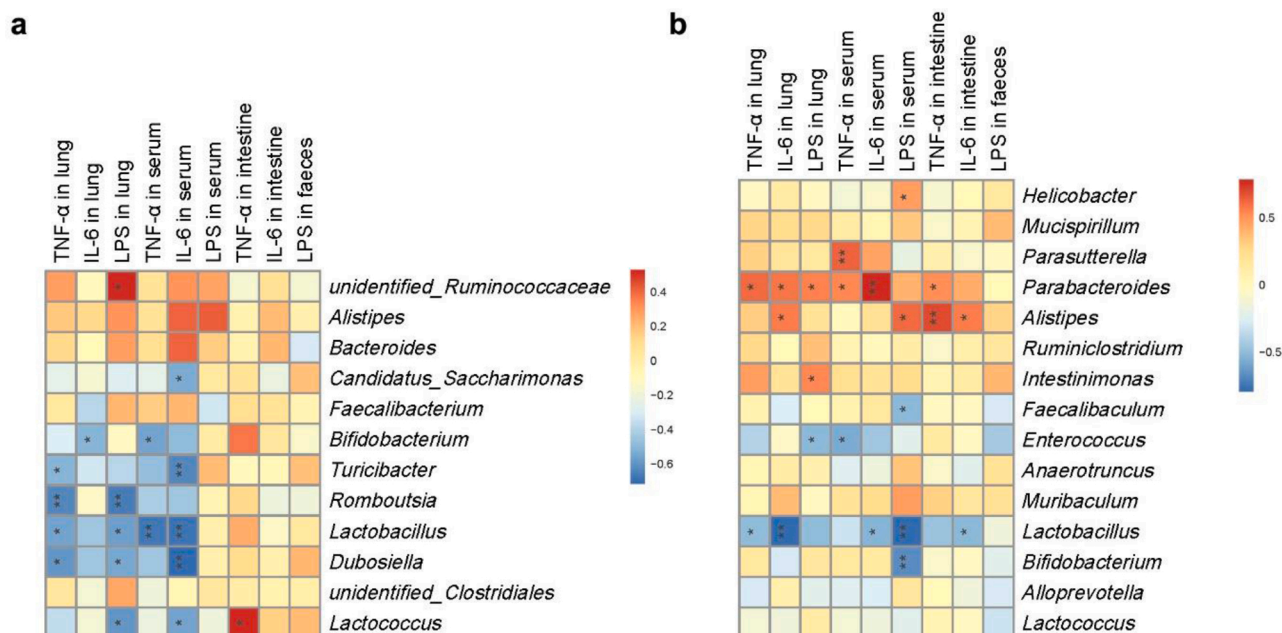 a
TNF-α in lung
IL-6 in lung
LPS in lung
TNF-α in serum
IL-6 in serum
LPS in serum
TNF-α in intestine
IL-6 in intestine
LPS in faeces
unidentified_Ruminococcaceae
Alistipes
Bacteroides
Candidatus_Saccharimonas
Faecalibacterium
Bifidobacterium
Turicibacter
Romboutsia
Lactobacillus
Dubosiella
unidentified_Clostridiales
Lactococcus
0.4
0.2
0
−0.2
−0.4
−0.6
b
TNF-α in lung
IL-6 in lung
LPS in lung
TNF-α in serum
IL-6 in serum
LPS in serum
TNF-α in intestine
IL-6 in intestine
LPS in faeces
Helicobacter
Mucispirillum
Parasutterella
Parabacteroides
Alistipes
Ruminiclostridium
Intestinimonas
Faecalibaculum
Enterococcus
Anaerotruncus
Muribaculum
Lactobacillus
Bifidobacterium
Alloprevotella
Lactococcus
0.5
0
−0.5